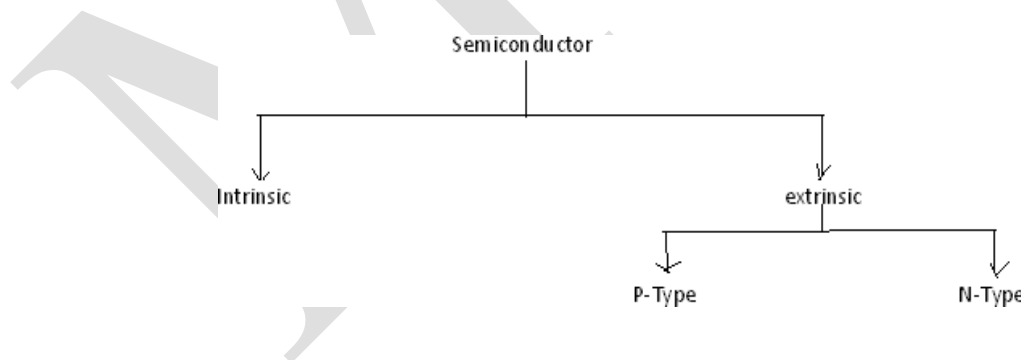 Semiconductor
Intrinsic
extrinsic
P-Type
N-Type